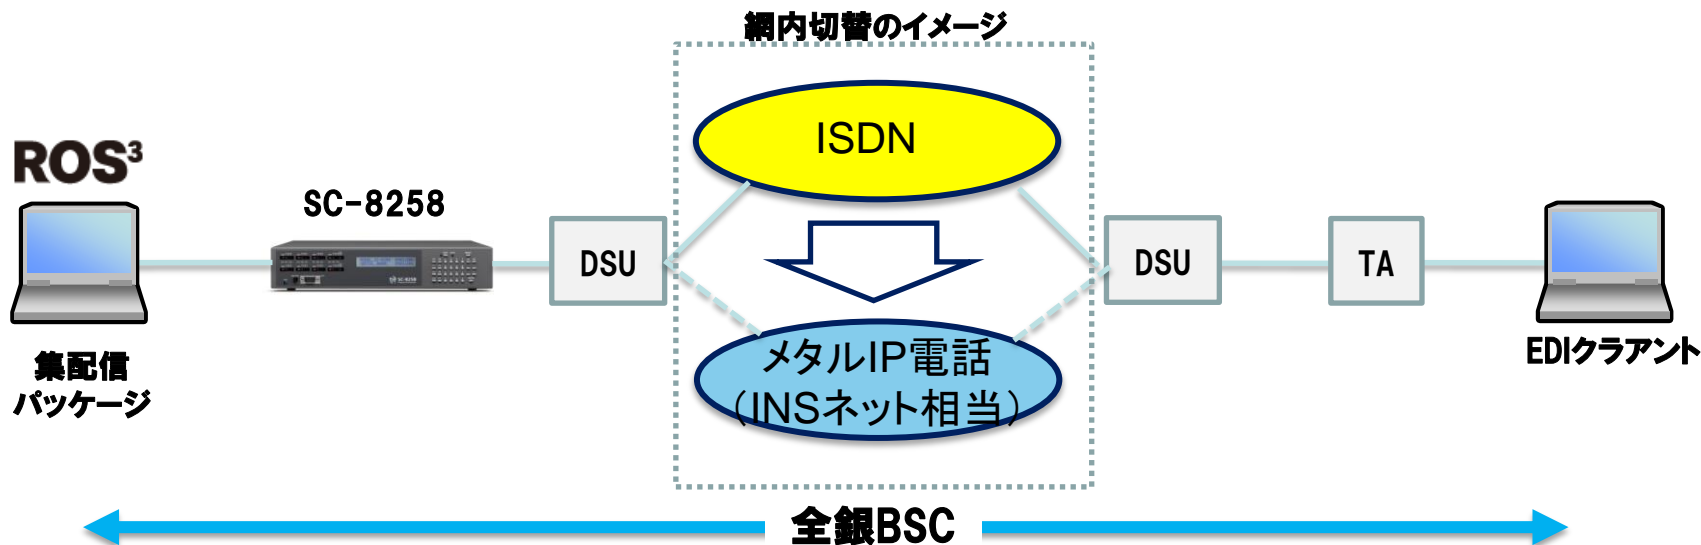 網内切替のイメージ
ISDN
ROS³
SC-8258
DSU
DSU
TA
メタルIP電話
（INSネット相当）
集配信
パッケージ
EDIクラアント
全銀BSC